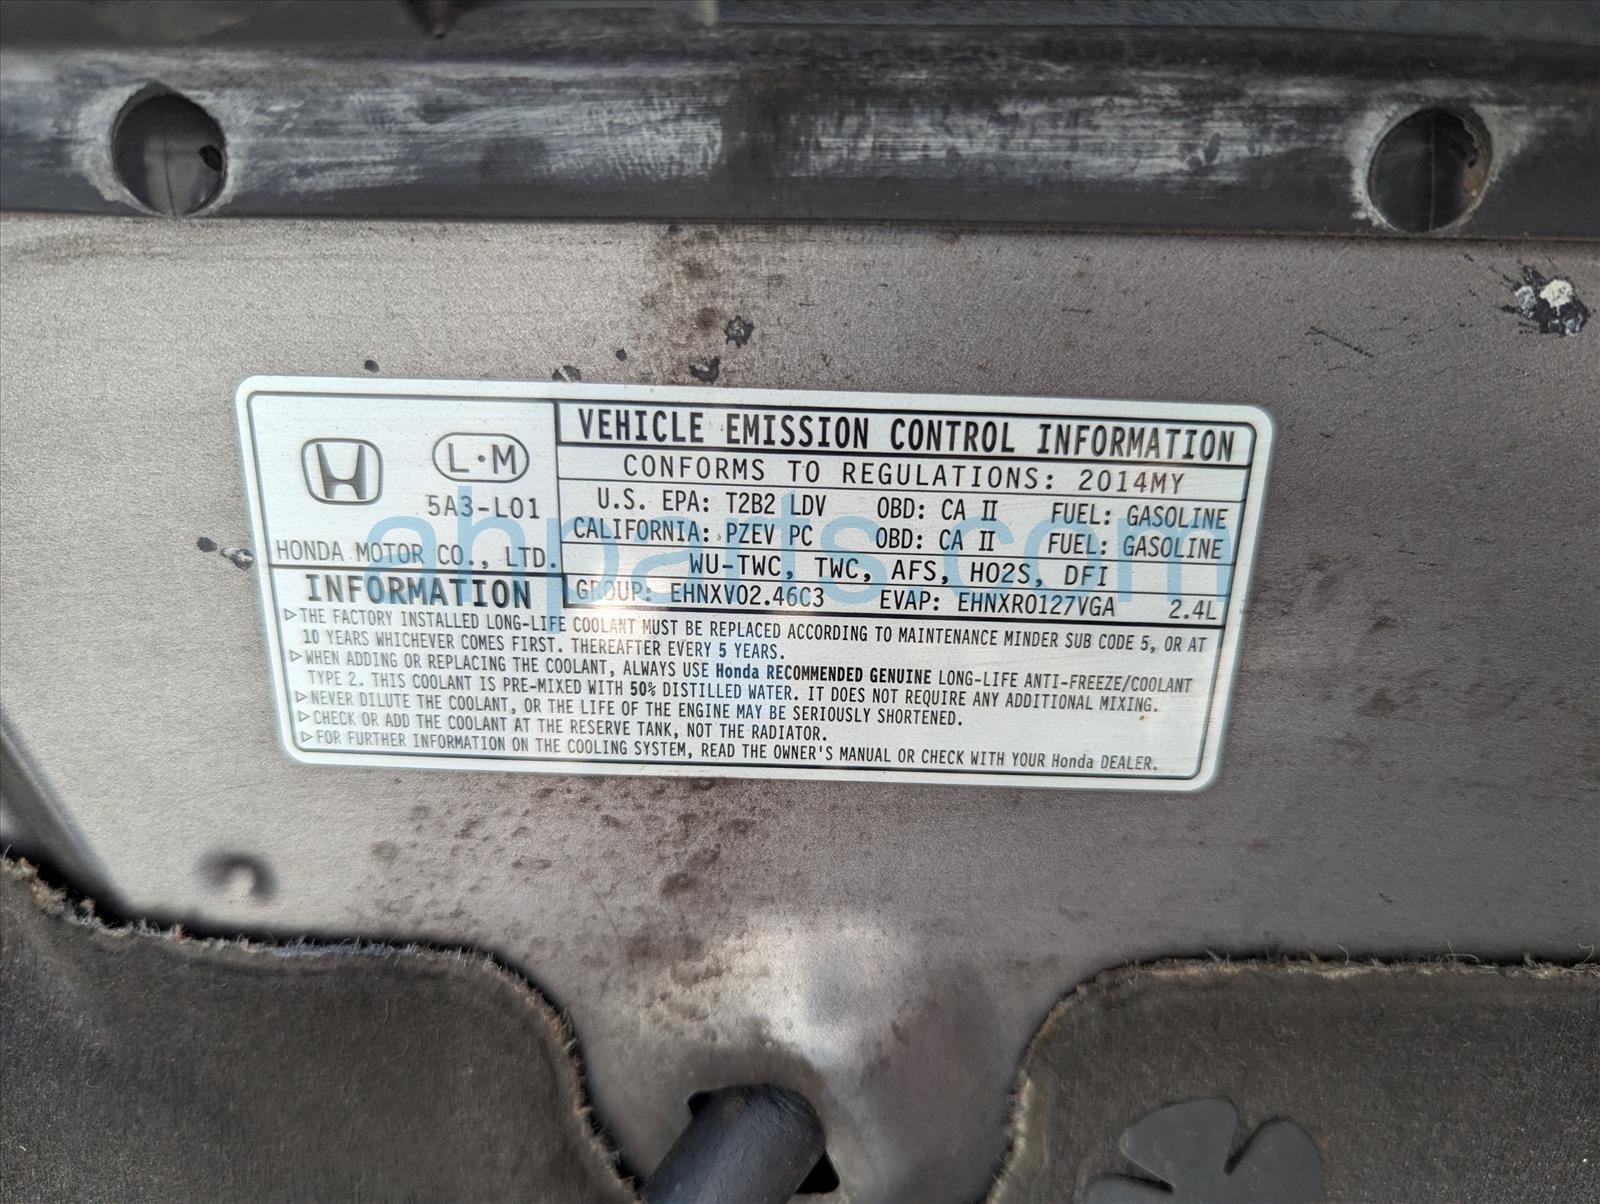 L·M
5A3-L01
HONDA MOTOR CO., LTD.
VEHICLE EMISSION CONTROL INFORMATION
CONFORMS TO REGULATIONS: 2014MY
U.S. EPA: T2B2 LDV OBD: CA II FUEL: GASOLINE
CALIFORNIA: PZEV PC OBD: CA II FUEL: GASOLINE
WU-TWC, TWC, AFS, HO2S, DFI
GROUP: EHNXV02.46C3 EVAP: EHNXR0127VGA 2.4L
INFORMATION
▷THE FACTORY INSTALLED LONG-LIFE COOLANT MUST BE REPLACED ACCORDING TO MAINTENANCE MINDER SUB CODE 5, OR AT
10 YEARS WHICHEVER COMES FIRST. THEREAFTER EVERY 5 YEARS.
▷WHEN ADDING OR REPLACING THE COOLANT, ALWAYS USE Honda RECOMMENDED GENUINE LONG-LIFE ANTI-FREEZE/COOLANT
TYPE 2. THIS COOLANT IS PRE-MIXED WITH 50% DISTILLED WATER. IT DOES NOT REQUIRE ANY ADDITIONAL MIXING.
▷NEVER DILUTE THE COOLANT, OR THE LIFE OF THE ENGINE MAY BE SERIOUSLY SHORTENED.
▷CHECK OR ADD THE COOLANT AT THE RESERVE TANK, NOT THE RADIATOR.
▷FOR FURTHER INFORMATION ON THE COOLING SYSTEM, READ THE OWNER'S MANUAL OR CHECK WITH YOUR Honda DEALER.
ahparts.com